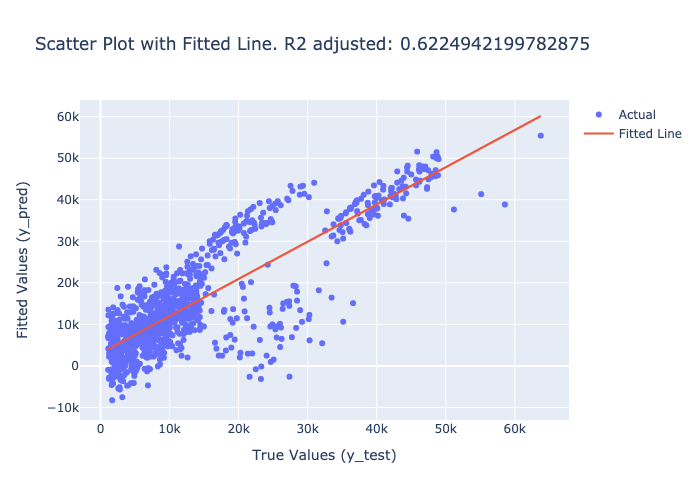 Scatter Plot with Fitted Line. R2 adjusted: 0.6224942199782875
60k
50k
40k
30k
20k
10k
0
−10k
Fitted Values (y_pred)
0
10k
20k
30k
40k
50k
60k
True Values (y_test)
Actual
Fitted Line